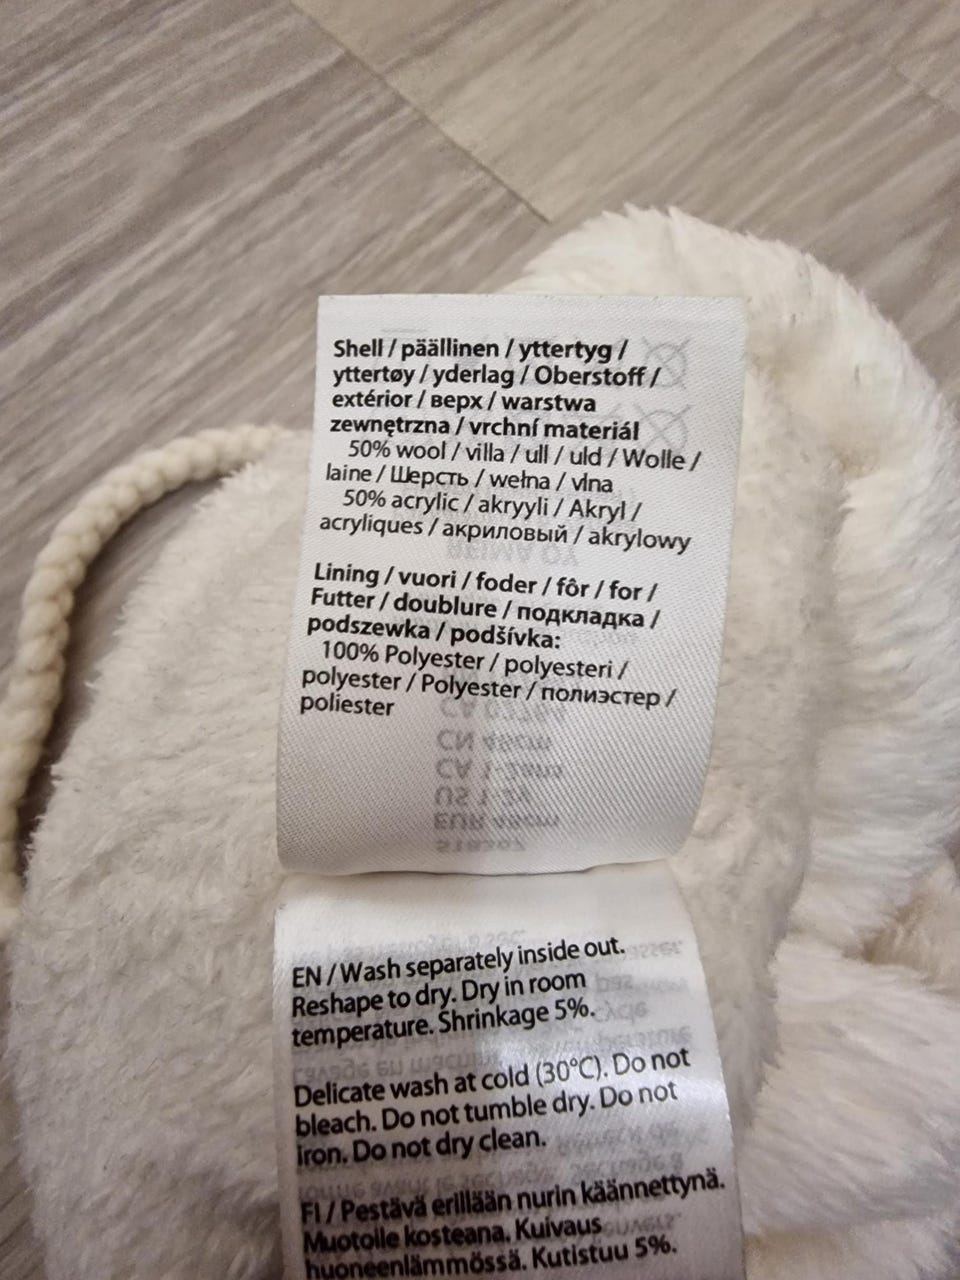 Shell / päällinen / yttertyg /
yttertøy / yderlag / Oberstoff /
extérior / верх / warstwa
zewnętrzna / vrchní materiál
50% wool / villa / ull / uld / Wolle /
laine / Шерсть / wełna / vlna
50% acrylic / akryyli / Akryl /
acryliques / акриловый / akrylowy
Lining / vuori / foder / fôr / for /
Futter / doublure / подкладка /
podszewka / podšívka:
100% Polyester / polyesteri /
polyester / Polyester / полиэстер /
poliester
EN / Wash separately inside out.
Reshape to dry. Dry in room
temperature. Shrinkage 5%.
Delicate wash at cold (30°C). Do not
bleach. Do not tumble dry. Do not
iron. Do not dry clean.
FI / Pestävä erillään nurin käännettynä.
Muotoile kosteana. Kuivaus
huoneenlämmössä. Kutistuu 5%.